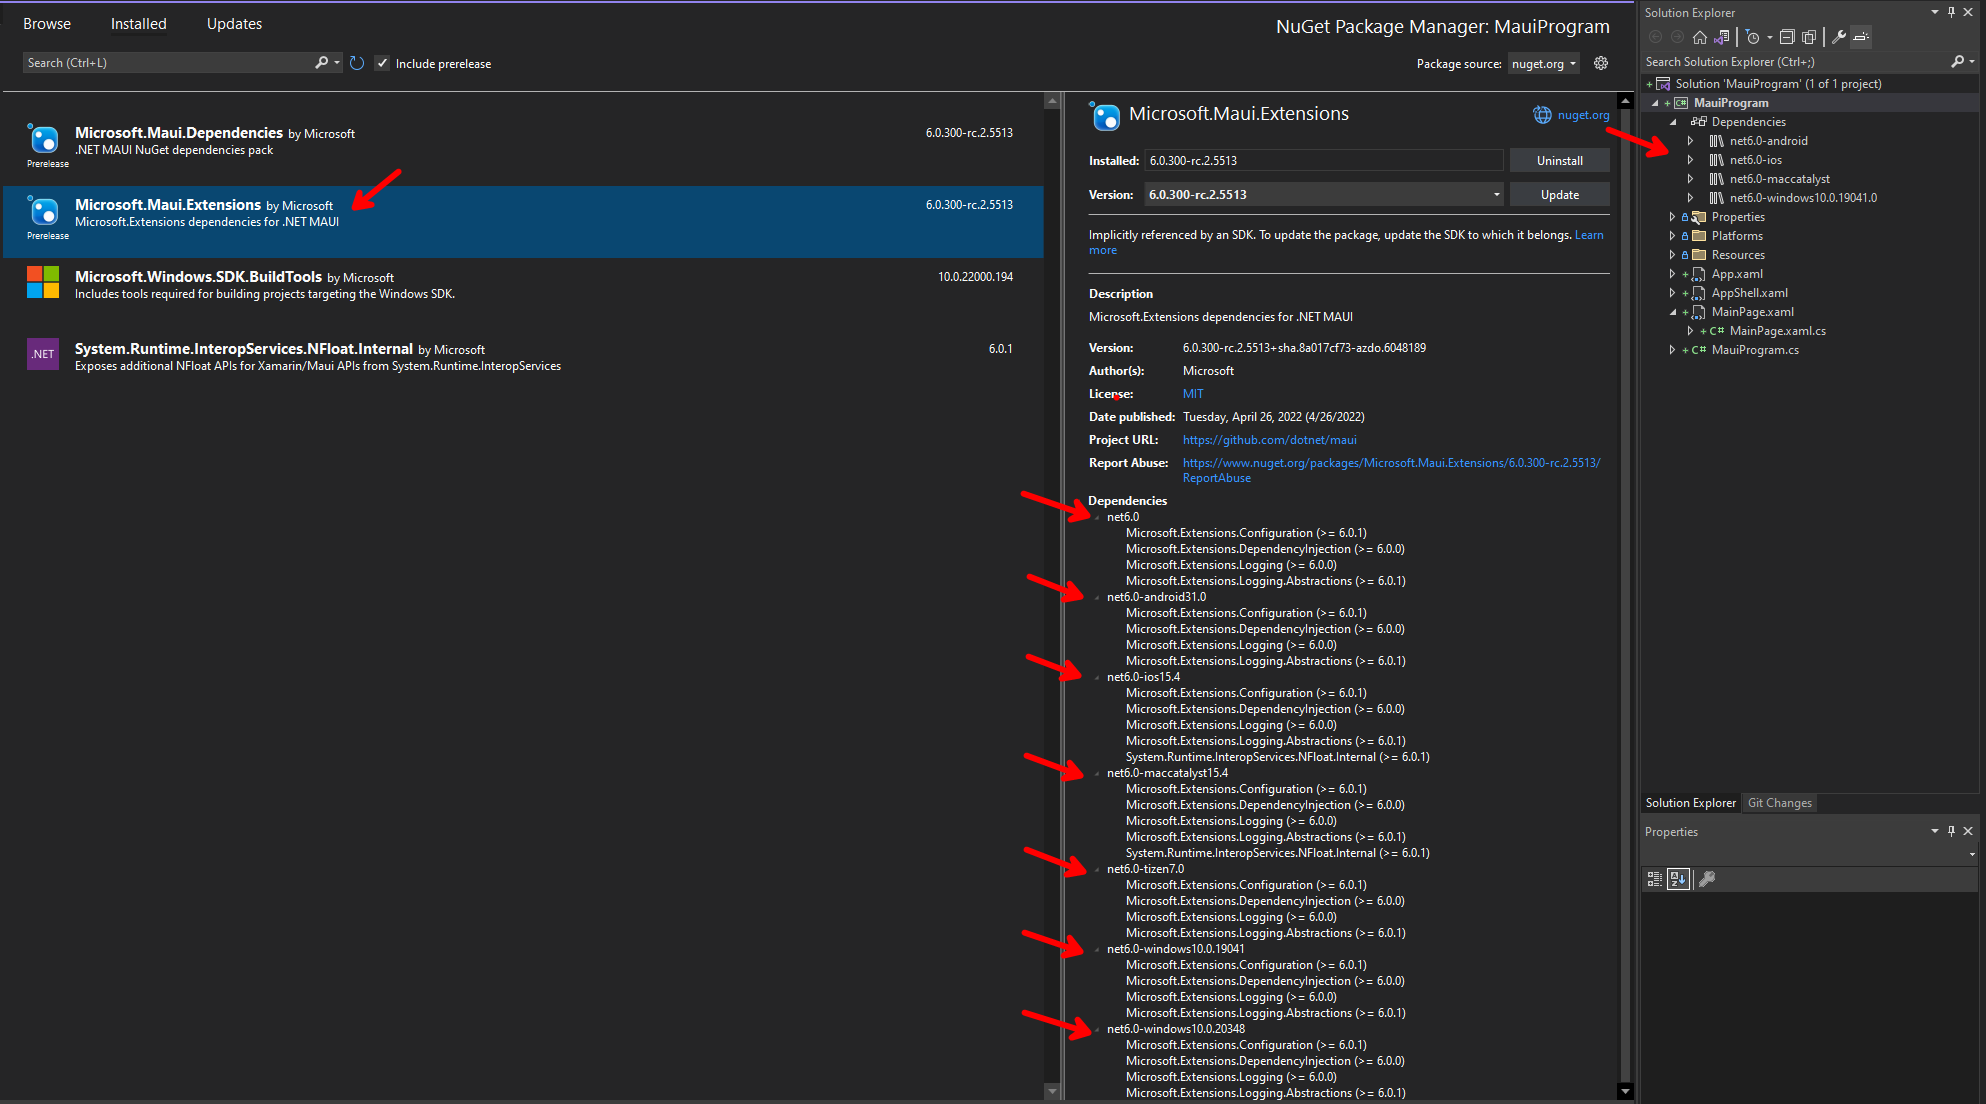 Browse
Installed
Updates
NuGet Package Manager: MauiProgram
Search (Ctrl+L)
Include prerelease
Package source:
nuget.org
Microsoft.Maui.Dependencies by Microsoft
6.0.300-rc.2.5513
.NET MAUI NuGet dependencies pack
Prerelease
Microsoft.Maui.Extensions by Microsoft
6.0.300-rc.2.5513
Microsoft.Extensions dependencies for .NET MAUI
Prerelease
Microsoft.Windows.SDK.BuildTools by Microsoft
10.0.22000.194
Includes tools required for building projects targeting the Windows SDK.
.NET
System.Runtime.InteropServices.NFloat.Internal by Microsoft
6.0.1
Exposes additional NFloat APIs for Xamarin/Maui APIs from System.Runtime.InteropServices
Microsoft.Maui.Extensions
nuget.org
Installed: 6.0.300-rc.2.5513
Uninstall
Version: 6.0.300-rc.2.5513
Update
Implicitly referenced by an SDK. To update the package, update the SDK to which it belongs. Learn
more
Description
Microsoft.Extensions dependencies for .NET MAUI
Version: 6.0.300-rc.2.5513+sha.8a017cf73-azdo.6048189
Author(s): Microsoft
License: MIT
Date published: Tuesday, April 26, 2022 (4/26/2022)
Project URL: https://github.com/dotnet/maui
Report Abuse: https://www.nuget.org/packages/Microsoft.Maui.Extensions/6.0.300-rc.2.5513/
ReportAbuse
Dependencies
net6.0
Microsoft.Extensions.Configuration (>= 6.0.1)
Microsoft.Extensions.DependencyInjection (>= 6.0.0)
Microsoft.Extensions.Logging (>= 6.0.0)
Microsoft.Extensions.Logging.Abstractions (>= 6.0.1)
net6.0-android31.0
Microsoft.Extensions.Configuration (>= 6.0.1)
Microsoft.Extensions.DependencyInjection (>= 6.0.0)
Microsoft.Extensions.Logging (>= 6.0.0)
Microsoft.Extensions.Logging.Abstractions (>= 6.0.1)
net6.0-ios15.4
Microsoft.Extensions.Configuration (>= 6.0.1)
Microsoft.Extensions.DependencyInjection (>= 6.0.0)
Microsoft.Extensions.Logging (>= 6.0.0)
Microsoft.Extensions.Logging.Abstractions (>= 6.0.1)
System.Runtime.InteropServices.NFloat.Internal (>= 6.0.1)
net6.0-maccatalyst15.4
Microsoft.Extensions.Configuration (>= 6.0.1)
Microsoft.Extensions.DependencyInjection (>= 6.0.0)
Microsoft.Extensions.Logging (>= 6.0.0)
Microsoft.Extensions.Logging.Abstractions (>= 6.0.1)
System.Runtime.InteropServices.NFloat.Internal (>= 6.0.1)
net6.0-tizen7.0
Microsoft.Extensions.Configuration (>= 6.0.1)
Microsoft.Extensions.DependencyInjection (>= 6.0.0)
Microsoft.Extensions.Logging (>= 6.0.0)
Microsoft.Extensions.Logging.Abstractions (>= 6.0.1)
net6.0-windows10.0.19041
Microsoft.Extensions.Configuration (>= 6.0.1)
Microsoft.Extensions.DependencyInjection (>= 6.0.0)
Microsoft.Extensions.Logging (>= 6.0.0)
Microsoft.Extensions.Logging.Abstractions (>= 6.0.1)
net6.0-windows10.0.20348
Microsoft.Extensions.Configuration (>= 6.0.1)
Microsoft.Extensions.DependencyInjection (>= 6.0.0)
Microsoft.Extensions.Logging (>= 6.0.0)
Microsoft.Extensions.Logging.Abstractions (>= 6.0.1)
Solution Explorer
Search Solution Explorer (Ctrl+;)
Solution 'MauiProgram' (1 of 1 project)
C# MauiProgram
Dependencies
net6.0-android
net6.0-ios
net6.0-maccatalyst
net6.0-windows10.0.19041.0
Properties
Platforms
Resources
App.xaml
AppShell.xaml
MainPage.xaml
C# MainPage.xaml.cs
C# MauiProgram.cs
Solution Explorer
Git Changes
Properties